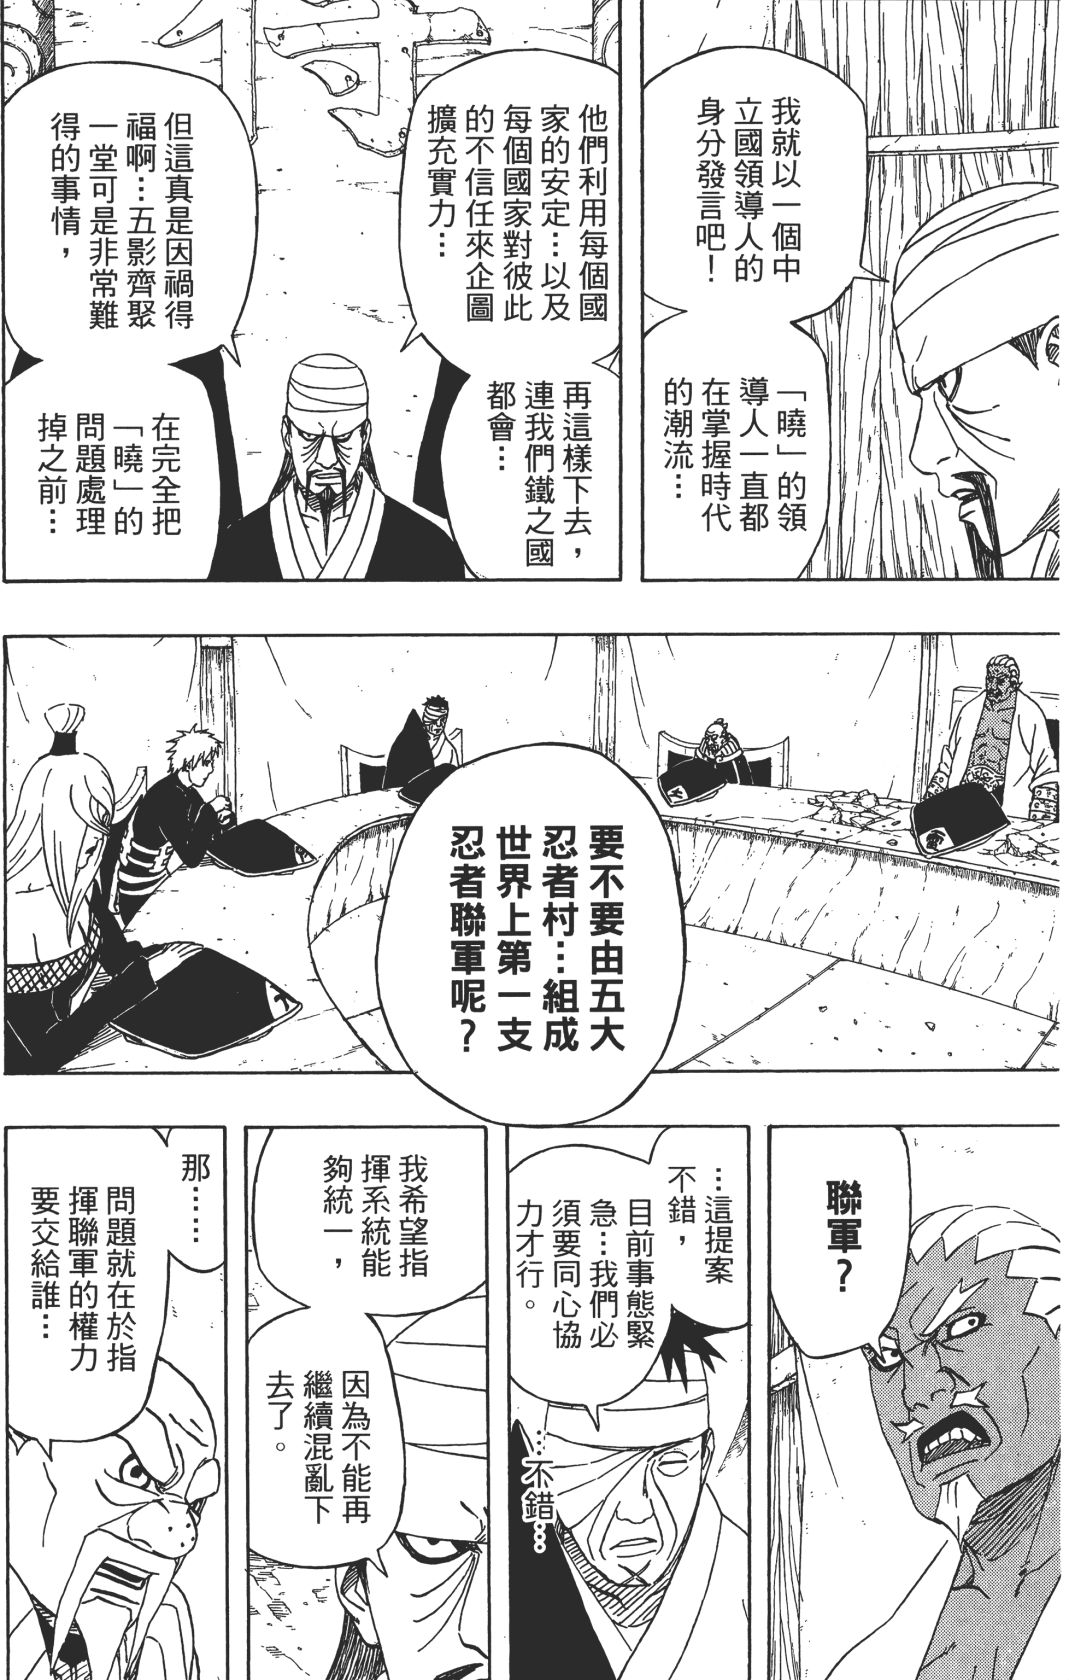 我就以一個中
立國領導人的
身分發言吧！
「曉」的領
導人一直都
在掌握時代
的潮流…
他們利用每個國
家的安定…以及
每個國家對彼此
的不信任來企圖
擴充實力…
再這樣下去，
連我們鐵之國
都會…
但這真是因禍得
福啊…五影齊聚
一堂可是非常難
得的事情，
在完全把
「曉」的
問題處理
掉之前…
侍
要不要由五大
忍者村…組成
世界上第一支
忍者聯軍呢？
聯軍？
…這提案
不錯，
目前事態緊
急…我們必
須要同心協
力才行。
…不錯…
我希望指
揮系統能
夠統一，
因為不能再
繼續混亂下
去了。
那……
問題就在於指
揮聯軍的權力
要交給誰…